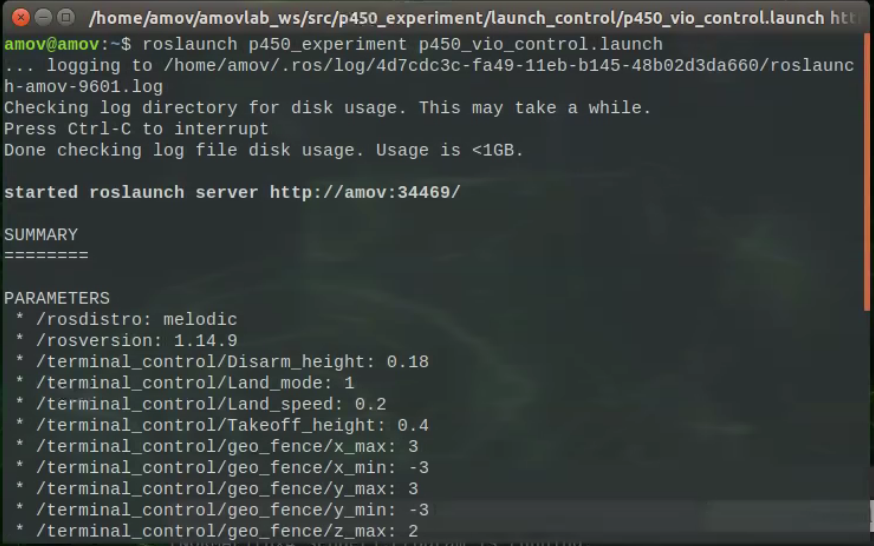 /home/amov/amovlab_ws/src/p450_experiment/launch_control/p450_vio_control.launch htt
amov@amov:~$ roslaunch p450_experiment p450_vio_control.launch
... logging to /home/amov/.ros/log/4d7cdc3c-fa49-11eb-b145-48b02d3da660/roslaunc
h-amov-9601.log
Checking log directory for disk usage. This may take a while.
Press Ctrl-C to interrupt
Done checking log file disk usage. Usage is <1GB.
started roslaunch server http://amov:34469/
SUMMARY
========
PARAMETERS
* /rosdistro: melodic
* /rosversion: 1.14.9
* /terminal_control/Disarm_height: 0.18
* /terminal_control/Land_mode: 1
* /terminal_control/Land_speed: 0.2
* /terminal_control/Takeoff_height: 0.4
* /terminal_control/geo_fence/x_max: 3
* /terminal_control/geo_fence/x_min: -3
* /terminal_control/geo_fence/y_max: 3
* /terminal_control/geo_fence/y_min: -3
* /terminal_control/geo_fence/z_max: 2